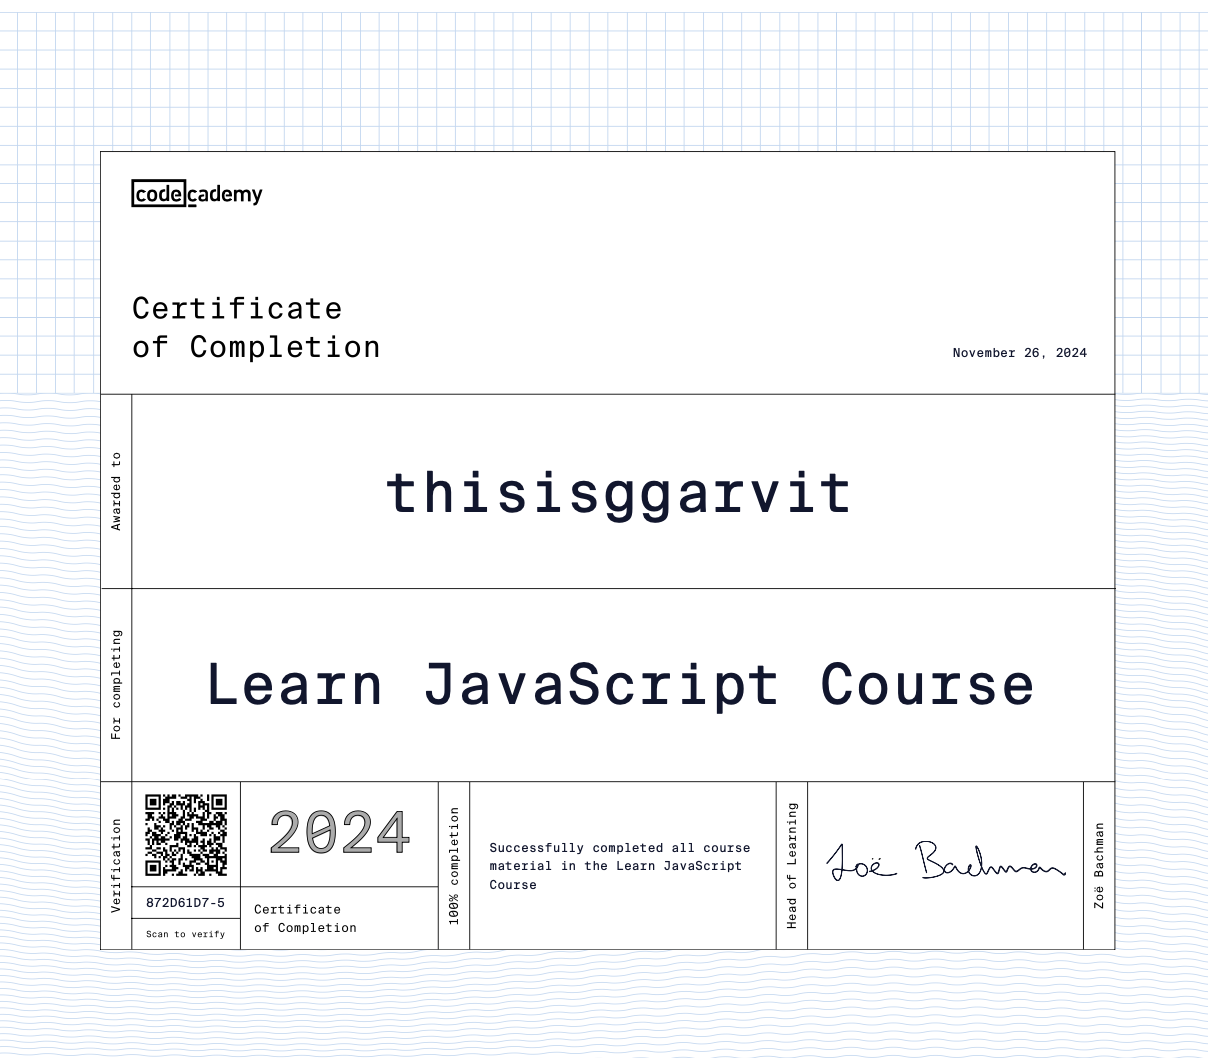 codecademy
Certificate
of Completion
November 26, 2024
Awarded to
thisisggarvit
For completing
Learn JavaScript Course
Verification
872D61D7-5
Scan to verify
2024
Certificate
of Completion
100% completion
Successfully completed all course
material in the Learn JavaScript
Course
Head of Learning
Zoë Bachman
Zoë Bachman